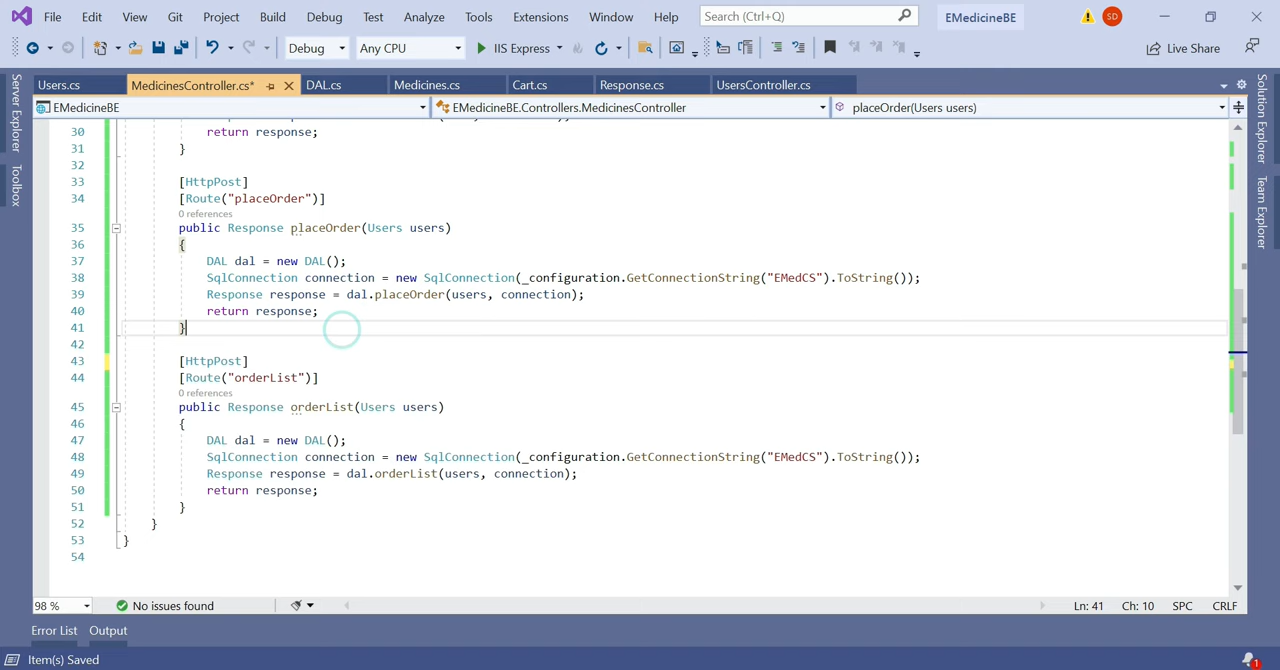 File Edit View Git Project Build Debug Test Analyze Tools Extensions Window Help Search (Ctrl+Q) EMedicineBE SD
Debug Any CPU IIS Express Live Share
Server Explorer
Toolbox
Users.cs MedicinesController.cs* DAL.cs Medicines.cs Cart.cs Response.cs UsersController.cs
EMedicineBE EMedicineBE.Controllers.MedicinesController placeOrder(Users users)
30 return response;
31 }
32
33 [HttpPost]
34 [Route("placeOrder")]
0 references
35 public Response placeOrder(Users users)
36 {
37 DAL dal = new DAL();
38 SqlConnection connection = new SqlConnection(_configuration.GetConnectionString("EMedCS").ToString());
39 Response response = dal.placeOrder(users, connection);
40 return response;
41 }
42
43 [HttpPost]
44 [Route("orderList")]
0 references
45 public Response orderList(Users users)
46 {
47 DAL dal = new DAL();
48 SqlConnection connection = new SqlConnection(_configuration.GetConnectionString("EMedCS").ToString());
49 Response response = dal.orderList(users, connection);
50 return response;
51 }
52 }
53 }
54
Solution Explorer
Team Explorer
98 % No issues found Ln: 41 Ch: 10 SPC CRLF
Error List Output
Item(s) Saved 1